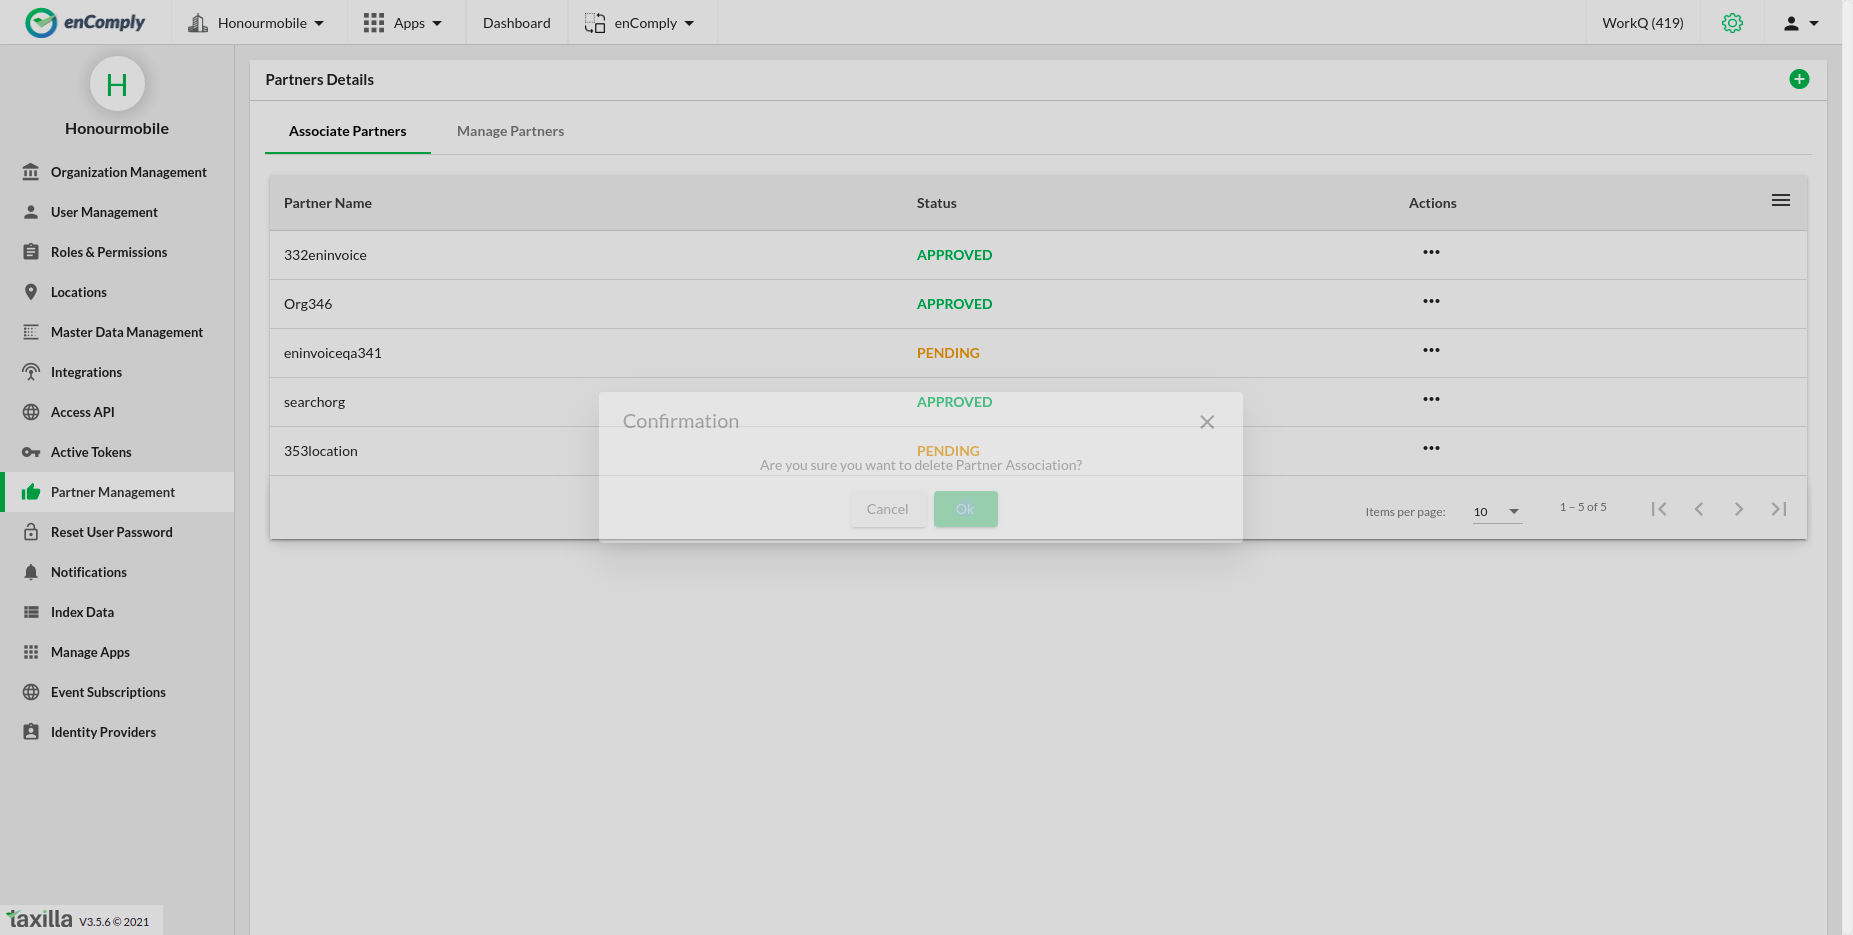 enComply Honourmobile Apps Dashboard enComply WorkQ (419)
H
Honourmobile
Organization Management
User Management
Roles & Permissions
Locations
Master Data Management
Integrations
Access API
Active Tokens
Partner Management
Reset User Password
Notifications
Index Data
Manage Apps
Event Subscriptions
Identity Providers
taxilla V3.5.6 © 2021
Partners Details
Associate Partners Manage Partners
Partner Name Status Actions
332eninvoice APPROVED
Org346 APPROVED
eninvoiceqa341 PENDING
searchorg APPROVED
353location PENDING
Items per page: 10 1 – 5 of 5
Confirmation
Are you sure you want to delete Partner Association?
Cancel Ok